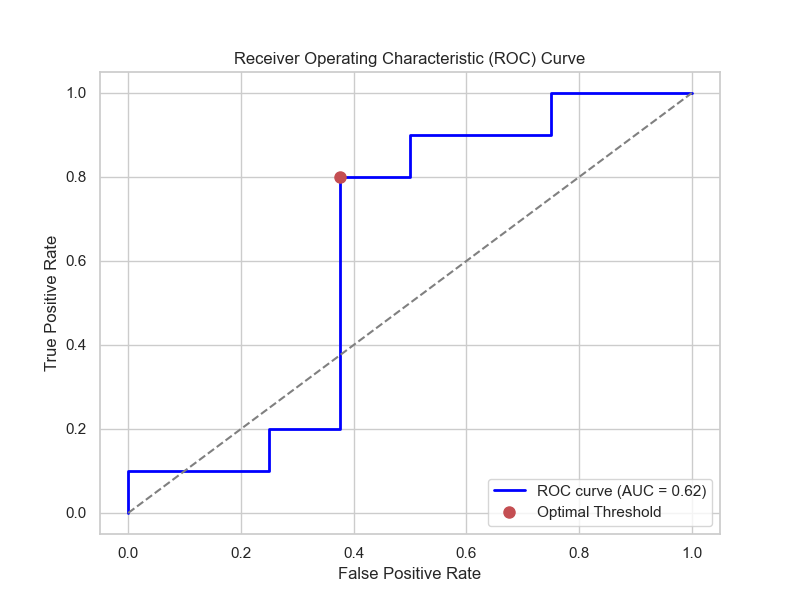 Receiver Operating Characteristic (ROC) Curve
True Positive Rate
1.0
0.8
0.6
0.4
0.2
0.0
0.0 0.2 0.4 0.6 0.8 1.0
False Positive Rate
ROC curve (AUC = 0.62)
Optimal Threshold